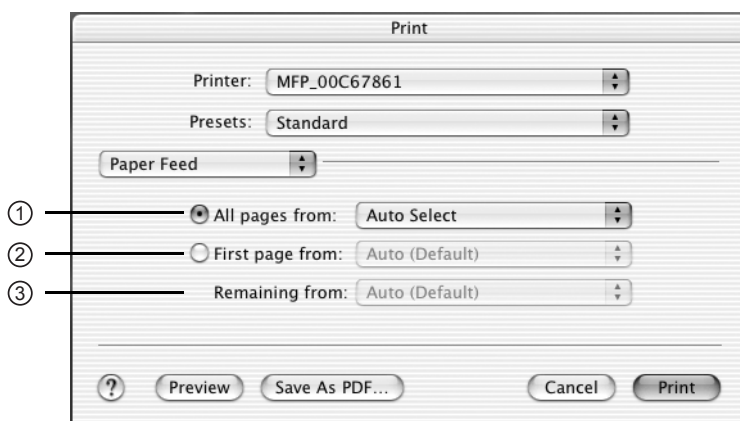 Print
Printer: MFP_00C67861
Presets: Standard
Paper Feed
① All pages from: Auto Select
② First page from: Auto (Default)
③ Remaining from: Auto (Default)
? Preview Save As PDF... Cancel Print